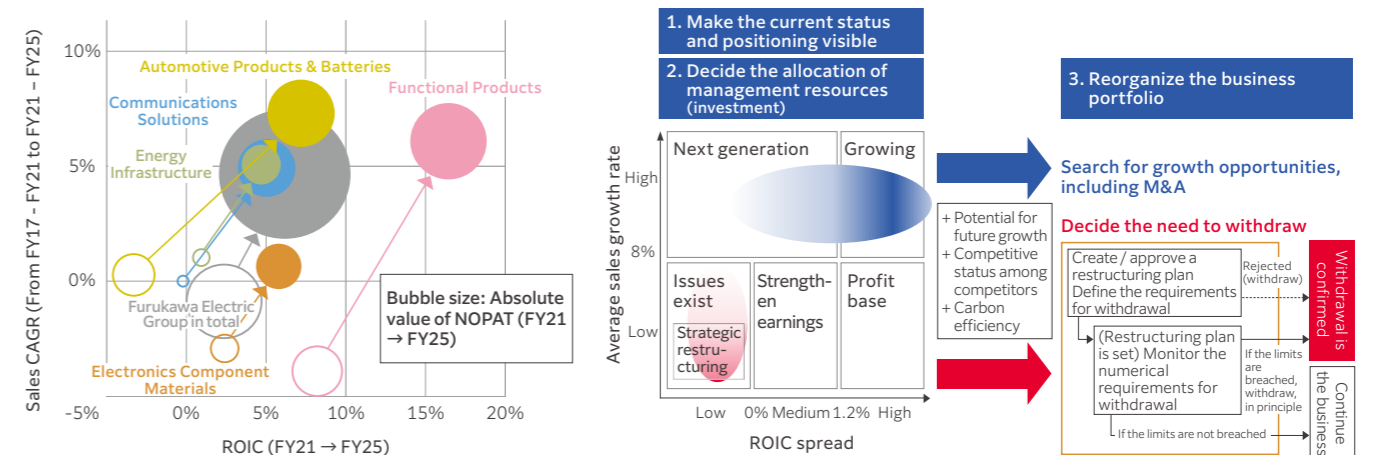 Sales CAGR (From FY17 - FY21 to FY21 – FY25)
10%
5%
0%
-5%
0%
5%
10%
15%
20%
ROIC (FY21 → FY25)
Automotive Products & Batteries
Functional Products
Communications
Solutions
Energy
Infrastructure
Furukawa Electric
Group in total
Electronics Component
Materials
Bubble size: Absolute
value of NOPAT (FY21
→ FY25)
1. Make the current status
and positioning visible
2. Decide the allocation of
management resources
(investment)
Average sales growth rate
High
8%
Low
Next generation
Growing
Issues
exist
Strategic
restru-
cturing
Strength-
en
earnings
Profit
base
Low
0%
Medium
1.2%
High
ROIC spread
+ Potential for
future growth
+ Competitive
status among
competitors
+ Carbon
efficiency
3. Reorganize the business
portfolio
Search for growth opportunities,
including M&A
Decide the need to withdraw
Create / approve a
restructuring plan
Define the requirements
for withdrawal
Rejected
(withdraw)
(Restructuring plan
is set) Monitor the
numerical
requirements for
withdrawal
If the limits
are
breached,
withdraw,
in principle
If the limits are not breached
Withdrawal is
confirmed
Continue
the business